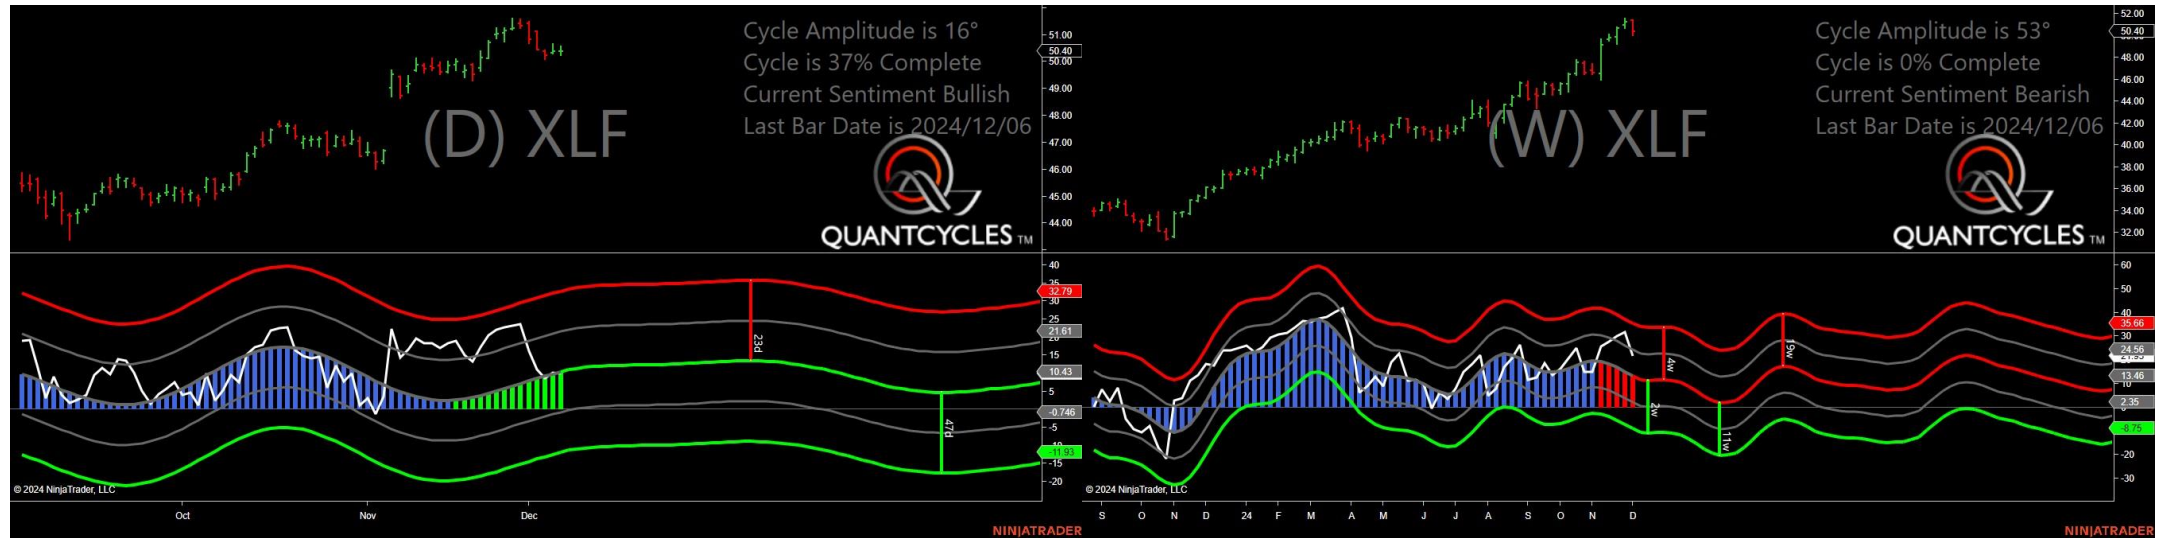 Cycle Amplitude is 16°
Cycle is 37% Complete
Current Sentiment Bullish
Last Bar Date is 2024/12/06
(D) XLF
QUANTCYCLES TM
51.00
50.40
50.00
49.00
48.00
47.00
46.00
45.00
44.00
40
35
32.79
30
25
21.61
20
15
10.43
5
-0.746
-5
-10
-11.93
-15
-20
23d
47d
© 2024 NinjaTrader, LLC
Oct
Nov
Dec
NINJATRADER
Cycle Amplitude is 53°
Cycle is 0% Complete
Current Sentiment Bearish
Last Bar Date is 2024/12/06
(W) XLF
QUANTCYCLES TM
52.00
50.40
48.00
46.00
44.00
42.00
40.00
38.00
36.00
34.00
32.00
60
50
40
35.66
30
24.56
21.95
13.46
10
2.35
-8.75
-20
-30
4w
19w
2w
11w
© 2024 NinjaTrader, LLC
S O N D 24 F M A M J J A S O N D
NINJATRADER